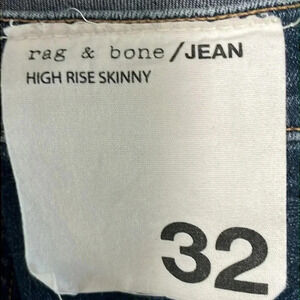 rag & bone/JEAN
HIGH RISE SKINNY
32